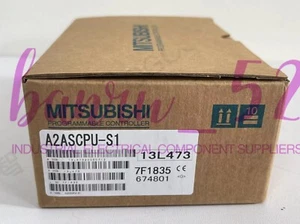 MITSUBISHI
PROGRAMMABLE CONTROLLER
INDUSTRIAL ELECTRICAL COMPONENT SUPPLIERS
A2ASCPU-S1
13L473
7F1835 CE
674801